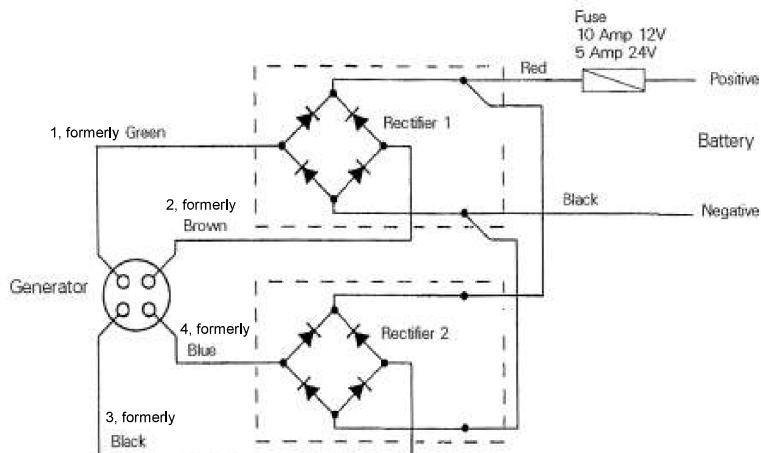 Fuse
10 Amp 12V
5 Amp 24V
Red
Positive
1, formerly Green
Rectifier 1
Battery
2, formerly
Brown
Black
Negative
Generator
4, formerly
Blue
Rectifier 2
3, formerly
Black